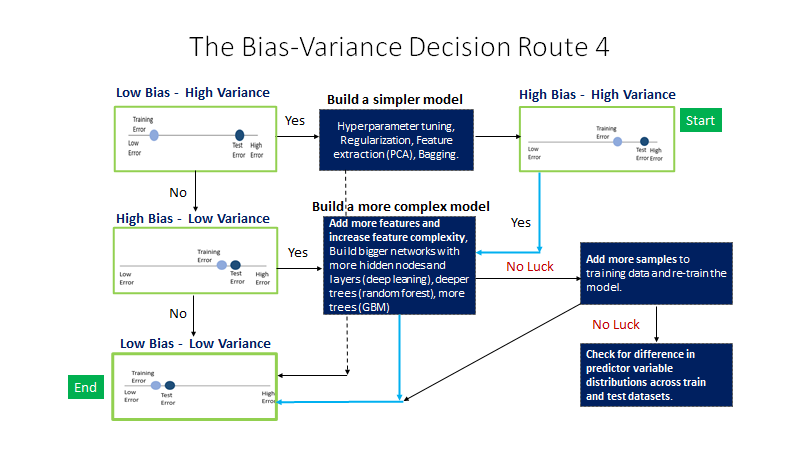 The Bias-Variance Decision Route 4
Low Bias - High Variance
Training
Error
Low
Error
Test
Error
High
Error
Yes
Build a simpler model
Hyperparameter tuning,
Regularization, Feature
extraction (PCA), Bagging.
High Bias - High Variance
Training
Error
Low
Error
Test
Error
High
Error
Start
No
High Bias - Low Variance
Training
Error
Low
Error
Test
Error
High
Error
Yes
Build a more complex model
Add more features and
increase feature complexity,
Build bigger networks with
more hidden nodes and
layers (deep leaning), deeper
trees (random forest), more
trees (GBM)
Yes
No Luck
Add more samples to
training data and re-train the
model.
No Luck
Check for difference in
predictor variable
distributions across train
and test datasets.
No
Low Bias - Low Variance
Training
Error
Low
Error
Test
Error
High
Error
End